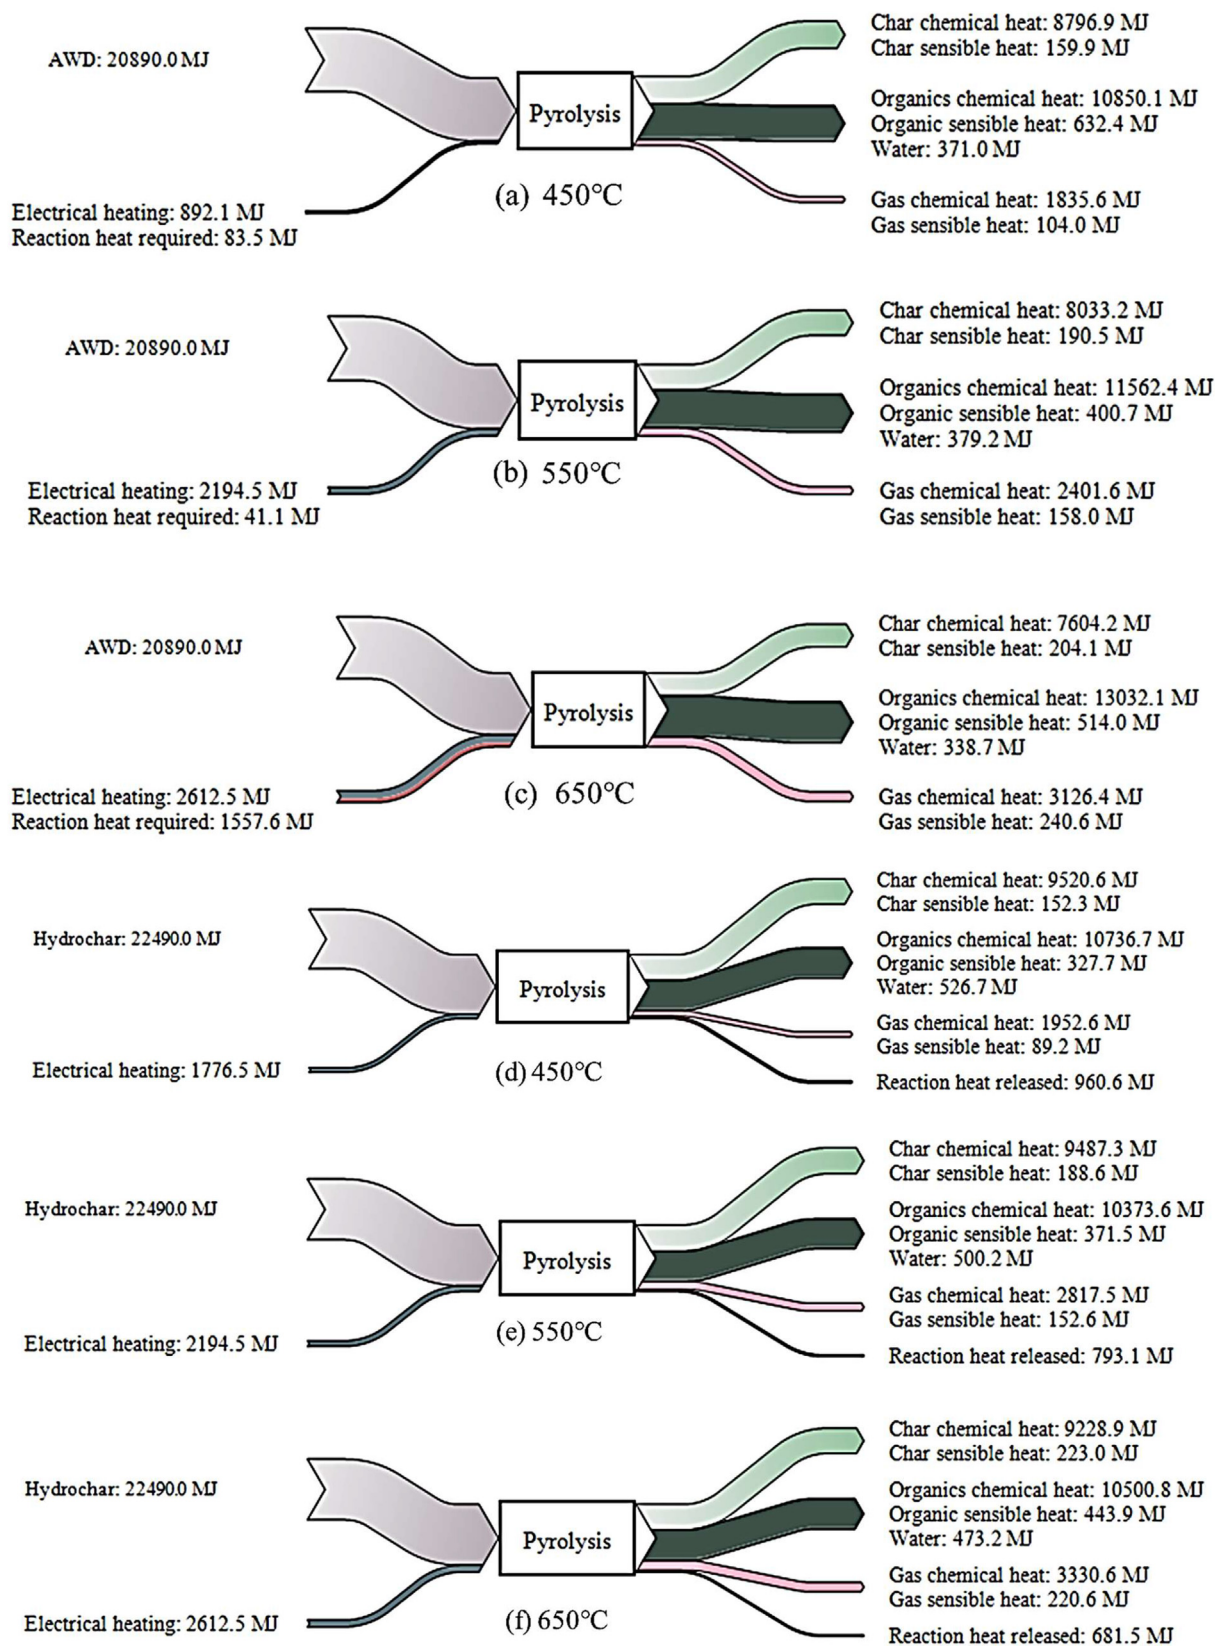 AWD: 20890.0 MJ
Electrical heating: 892.1 MJ
Reaction heat required: 83.5 MJ
Pyrolysis
(a) 450°C
Char chemical heat: 8796.9 MJ
Char sensible heat: 159.9 MJ
Organics chemical heat: 10850.1 MJ
Organic sensible heat: 632.4 MJ
Water: 371.0 MJ
Gas chemical heat: 1835.6 MJ
Gas sensible heat: 104.0 MJ
AWD: 20890.0 MJ
Electrical heating: 2194.5 MJ
Reaction heat required: 41.1 MJ
Pyrolysis
(b) 550°C
Char chemical heat: 8033.2 MJ
Char sensible heat: 190.5 MJ
Organics chemical heat: 11562.4 MJ
Organic sensible heat: 400.7 MJ
Water: 379.2 MJ
Gas chemical heat: 2401.6 MJ
Gas sensible heat: 158.0 MJ
AWD: 20890.0 MJ
Electrical heating: 2612.5 MJ
Reaction heat required: 1557.6 MJ
Pyrolysis
(c) 650°C
Char chemical heat: 7604.2 MJ
Char sensible heat: 204.1 MJ
Organics chemical heat: 13032.1 MJ
Organic sensible heat: 514.0 MJ
Water: 338.7 MJ
Gas chemical heat: 3126.4 MJ
Gas sensible heat: 240.6 MJ
Hydrochar: 22490.0 MJ
Electrical heating: 1776.5 MJ
Pyrolysis
(d) 450°C
Char chemical heat: 9520.6 MJ
Char sensible heat: 152.3 MJ
Organics chemical heat: 10736.7 MJ
Organic sensible heat: 327.7 MJ
Water: 526.7 MJ
Gas chemical heat: 1952.6 MJ
Gas sensible heat: 89.2 MJ
Reaction heat released: 960.6 MJ
Hydrochar: 22490.0 MJ
Electrical heating: 2194.5 MJ
Pyrolysis
(e) 550°C
Char chemical heat: 9487.3 MJ
Char sensible heat: 188.6 MJ
Organics chemical heat: 10373.6 MJ
Organic sensible heat: 371.5 MJ
Water: 500.2 MJ
Gas chemical heat: 2817.5 MJ
Gas sensible heat: 152.6 MJ
Reaction heat released: 793.1 MJ
Hydrochar: 22490.0 MJ
Electrical heating: 2612.5 MJ
Pyrolysis
(f) 650°C
Char chemical heat: 9228.9 MJ
Char sensible heat: 223.0 MJ
Organics chemical heat: 10500.8 MJ
Organic sensible heat: 443.9 MJ
Water: 473.2 MJ
Gas chemical heat: 3330.6 MJ
Gas sensible heat: 220.6 MJ
Reaction heat released: 681.5 MJ